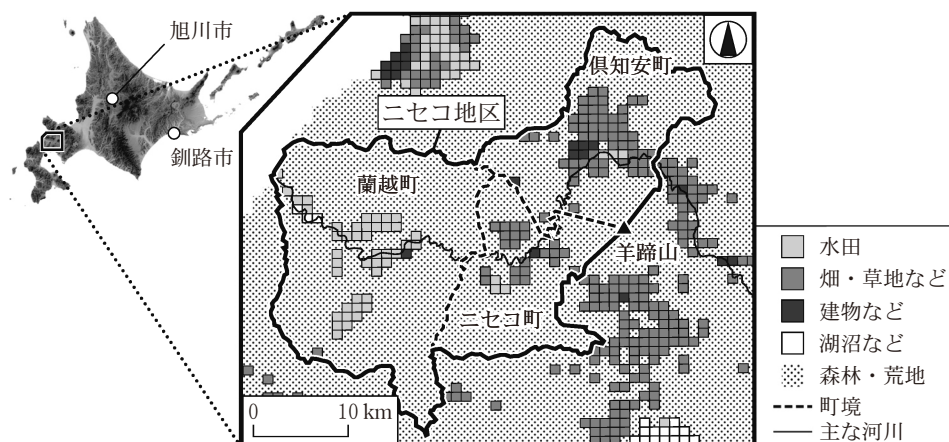 旭川市
釧路市
ニセコ地区
倶知安町
蘭越町
羊蹄山
ニセコ町
0 10 km
水田
畑・草地など
建物など
湖沼など
森林・荒地
町境
主な河川